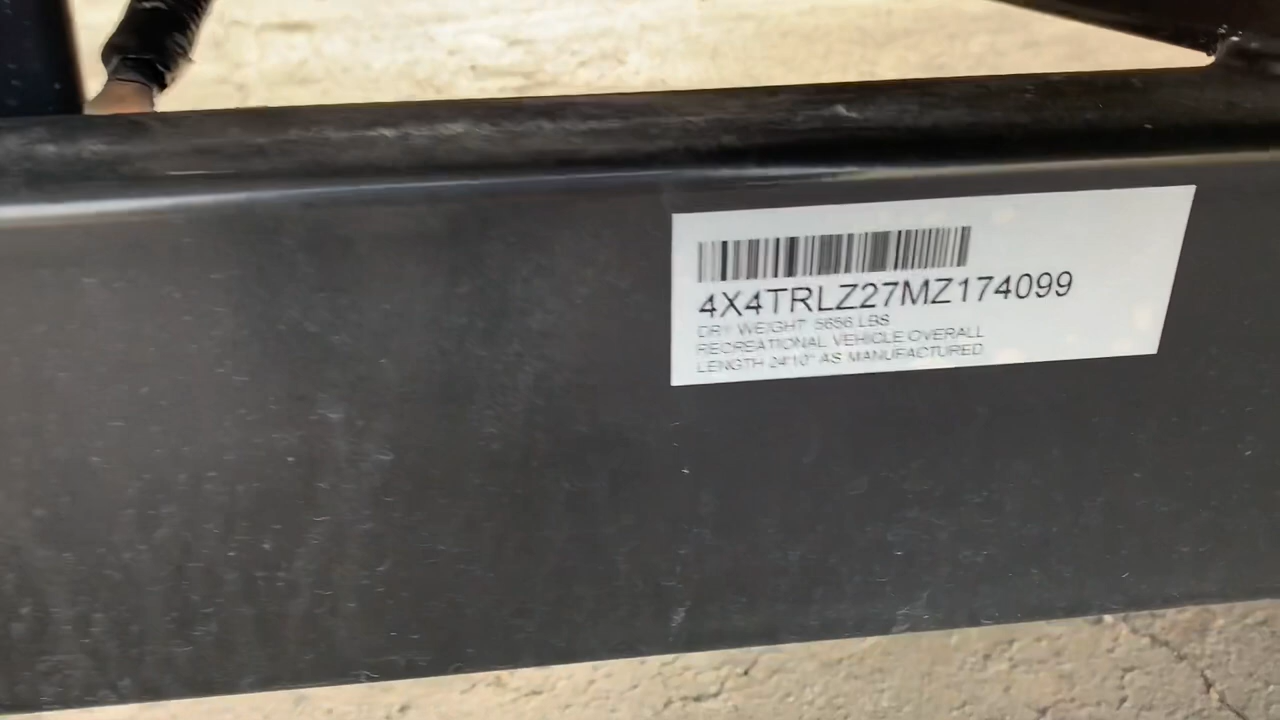 4X4TRLZ27MZ174099
DRY WEIGHT 5656 LBS
RECREATIONAL VEHICLE OVERALL
LENGTH 24'10" AS MANUFACTURED